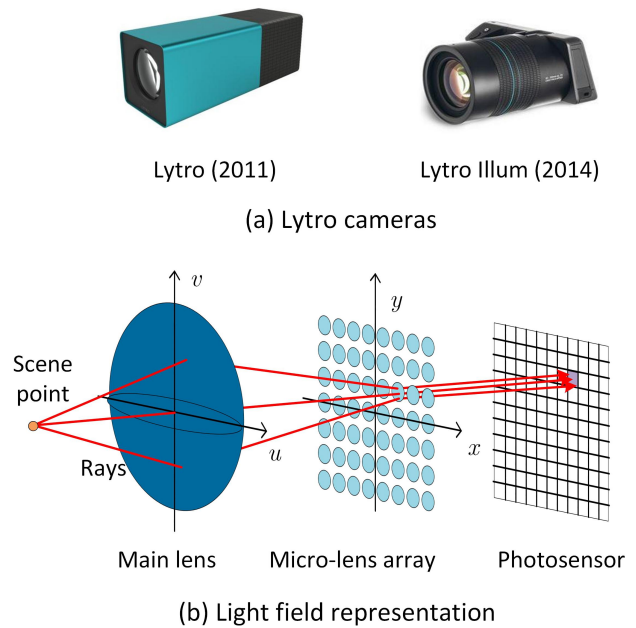 Lytro (2011)
Lytro Illum (2014)
(a) Lytro cameras
v
y
Scene
point
u
x
Rays
Main lens
Micro-lens array
Photosensor
(b) Light field representation